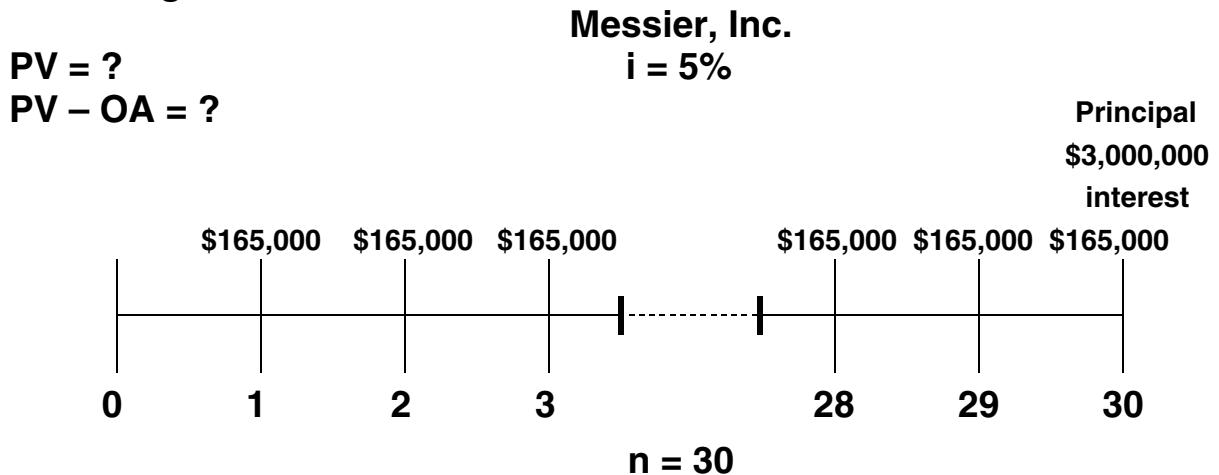 Messier, Inc.
PV = ?
i = 5%
PV – OA = ?
Principal
$3,000,000
interest
$165,000 $165,000 $165,000 $165,000 $165,000 $165,000
0 1 2 3 28 29 30
n = 30